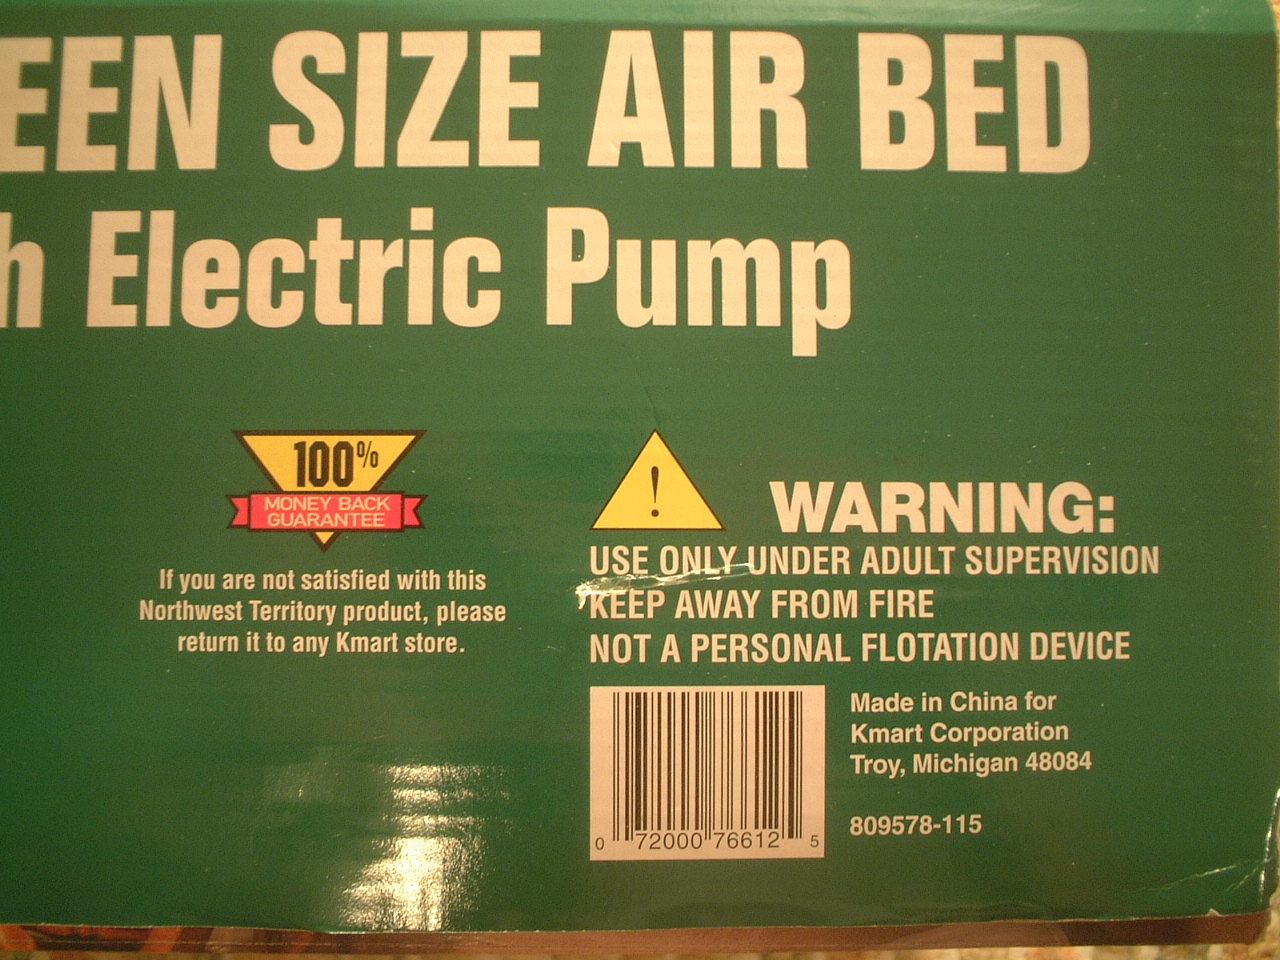 EEN SIZE AIR BED
h Electric Pump
100%
MONEY BACK
GUARANTEE
If you are not satisfied with this
Northwest Territory product, please
return it to any Kmart store.
!
WARNING:
USE ONLY UNDER ADULT SUPERVISION
KEEP AWAY FROM FIRE
NOT A PERSONAL FLOTATION DEVICE
0 72000 76612 5
Made in China for
Kmart Corporation
Troy, Michigan 48084
809578-115